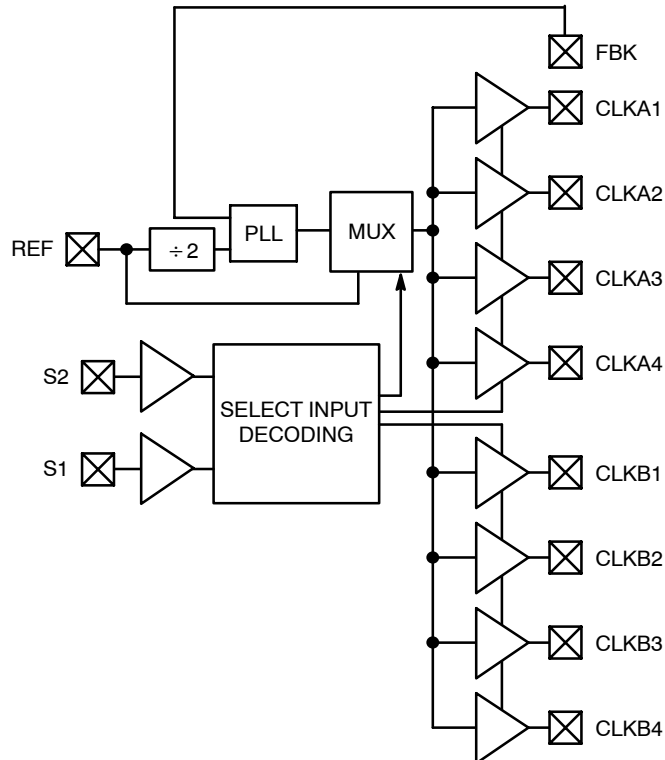 FBK
CLKA1
CLKA2
PLL
MUX
REF
÷2
CLKA3
CLKA4
S2
SELECT INPUT
DECODING
S1
CLKB1
CLKB2
CLKB3
CLKB4